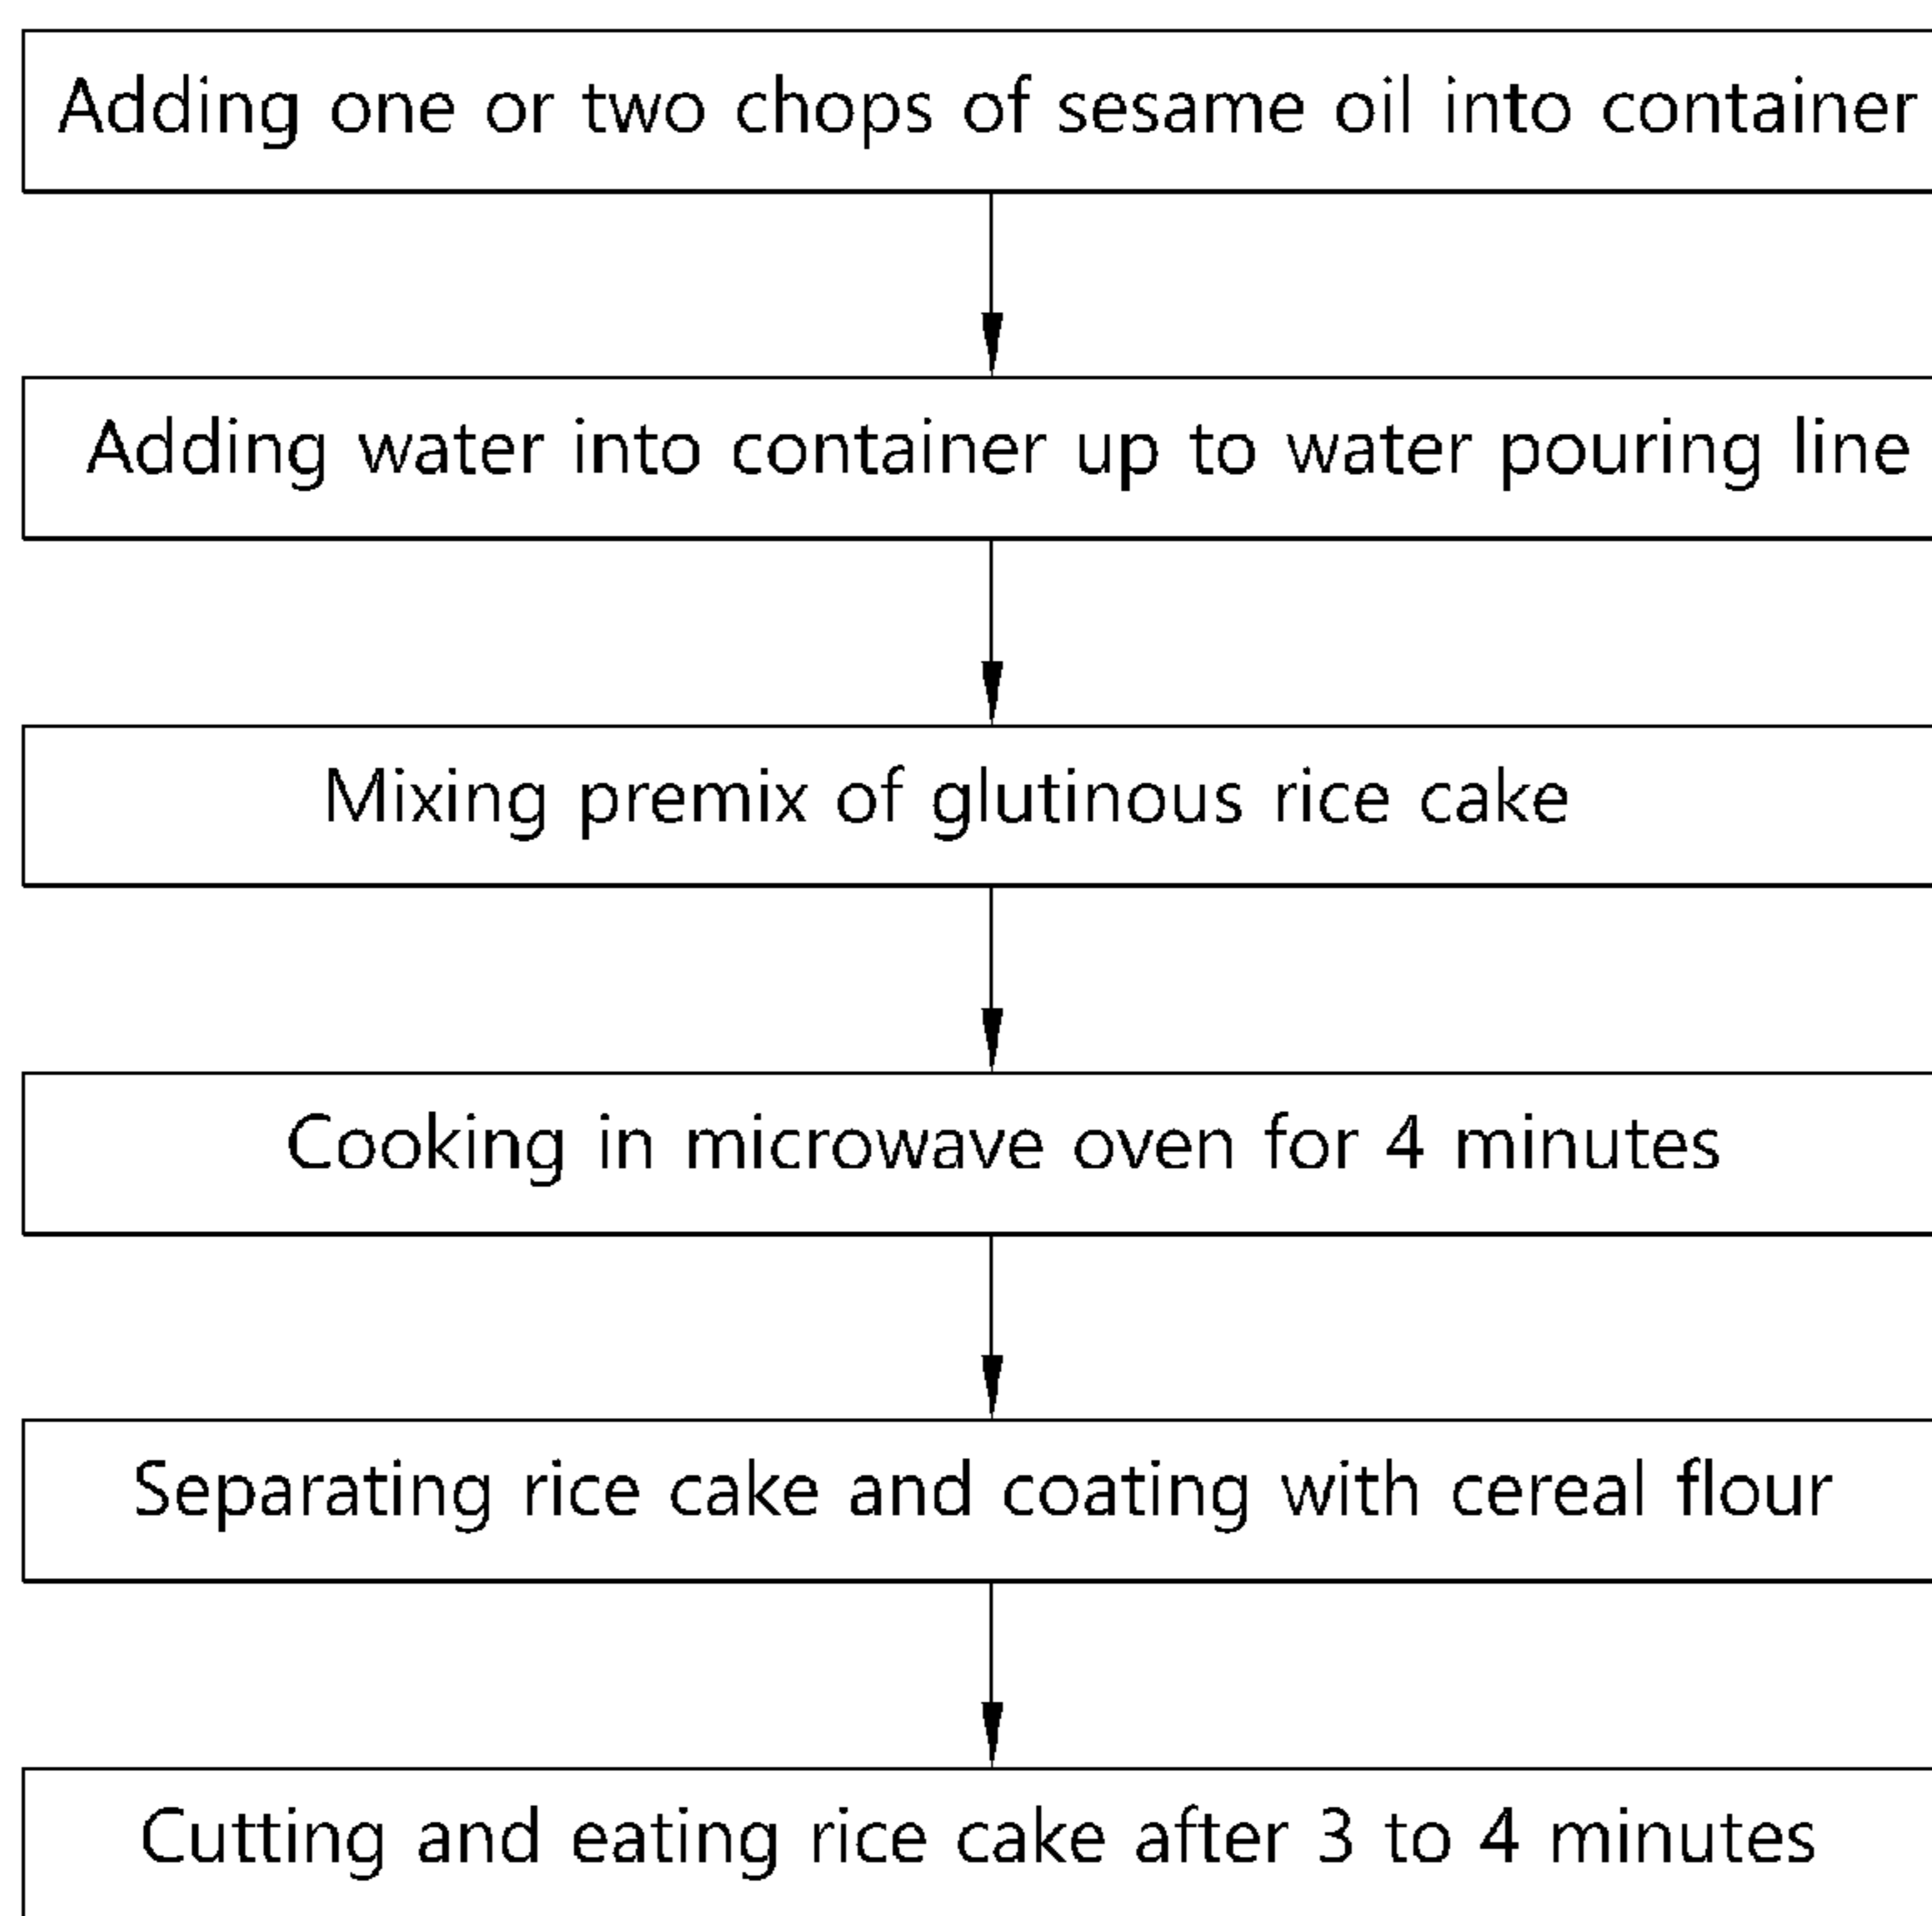 Adding one or two chops of sesame oil into container
Adding water into container up to water pouring line
Mixing premix of glutinous rice cake
Cooking in microwave oven for 4 minutes
Separating rice cake and coating with cereal flour
Cutting and eating rice cake after 3 to 4 minutes